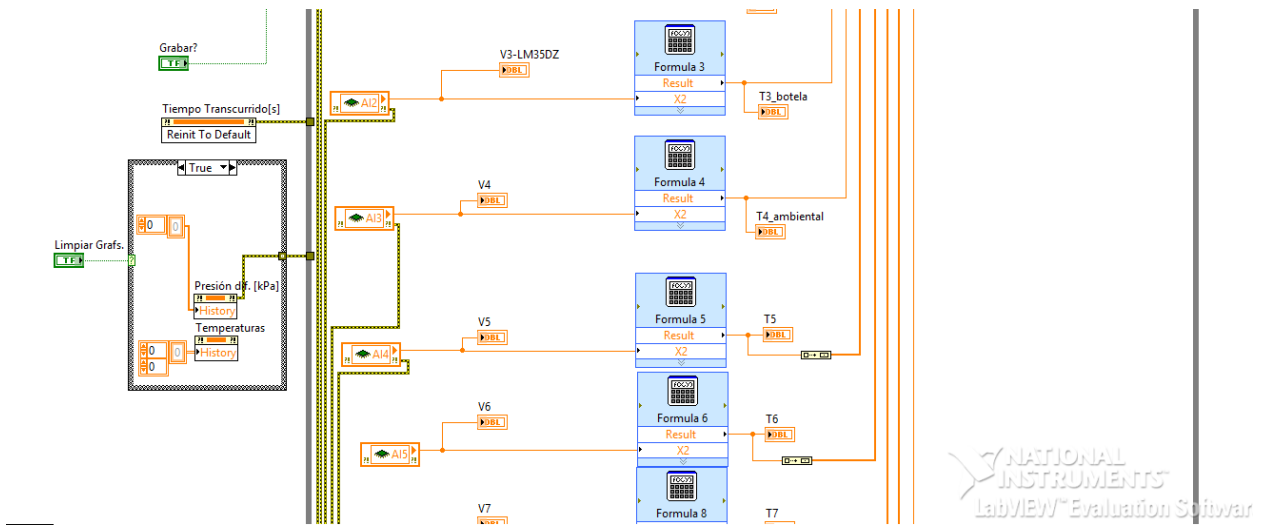 Grabar?
TF
Tiempo Transcurrido[s]
Reinit To Default
True
0
0
Limpiar Grafs.
TF
Presión dif. [kPa]
History
Temperaturas
0
0
History
0
V3-LM35DZ
DBL
AI2
Formula 3
Result
X2
T3_botela
DBL
V4
DBL
AI3
Formula 4
Result
X2
T4_ambiental
DBL
V5
DBL
AI4
Formula 5
Result
X2
T5
DBL
V6
DBL
AI5
Formula 6
Result
X2
T6
DBL
V7
DBL
Formula 8
T7
NATIONAL
INSTRUMENTS
LabVIEW™ Evaluation Softwar